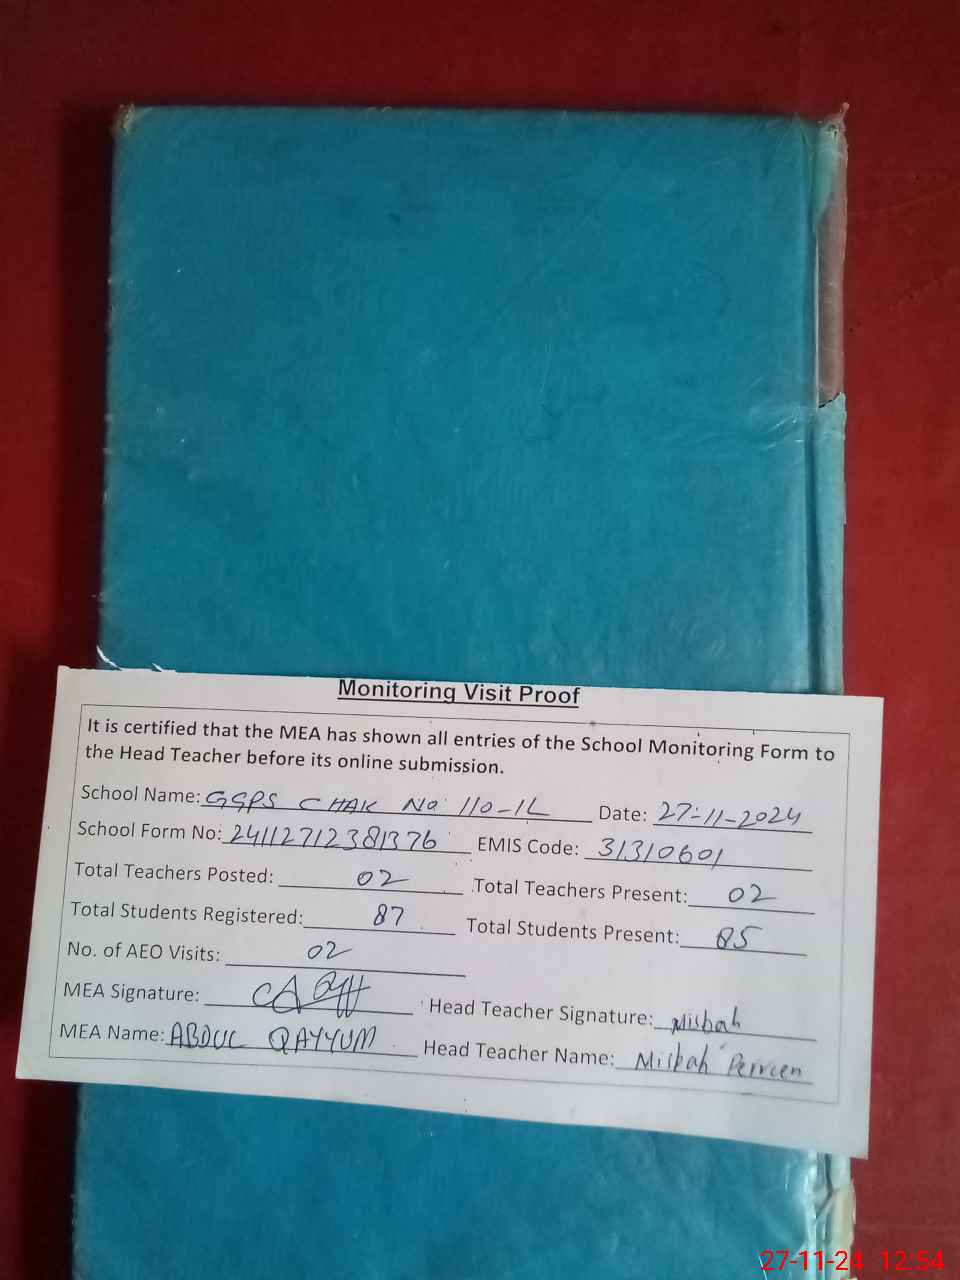 Monitoring Visit Proof
It is certified that the MEA has shown all entries of the School Monitoring Form to
the Head Teacher before its online submission.
School Name: GGPS CHAK No: 110-1L Date: 27-11-2024
School Form No: 24112712381376 EMIS Code: 31310601
Total Teachers Posted: 02 Total Teachers Present: 02
Total Students Registered: 87 Total Students Present: 85
No. of AEO Visits: 02
MEA Signature: Head Teacher Signature: Misbah
MEA Name: ABDUL QAYYUM Head Teacher Name: Misbah Perveen
27-11-24 12:54